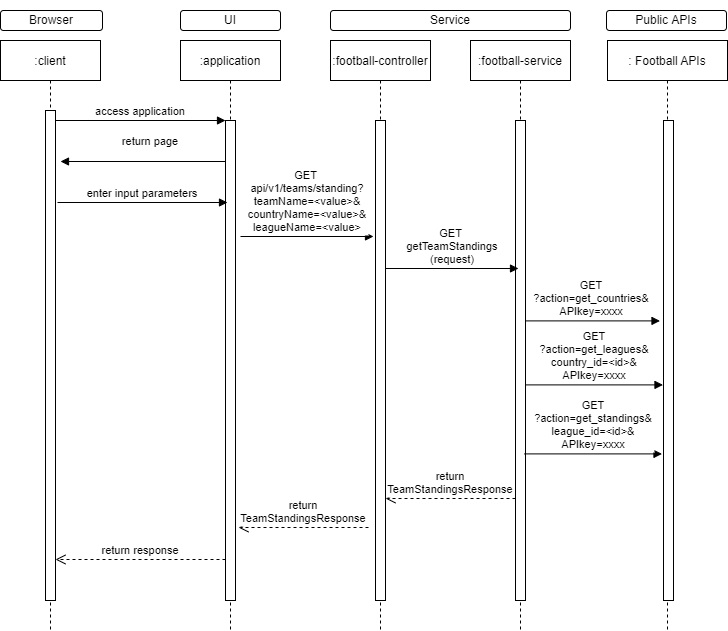 Browser
UI
Service
Public APIs
:client
:application
:football-controller
:football-service
: Football APIs
access application
return page
enter input parameters
GET
api/v1/teams/standing?
teamName=<value>&
countryName=<value>&
leagueName=<value>
GET
getTeamStandings
(request)
GET
?action=get_countries&
APIkey=xxxx
GET
?action=get_leagues&
country_id=<id>&
APIkey=xxxx
GET
?action=get_standings&
league_id=<id>&
APIkey=xxxx
return
TeamStandingsResponse
return
TeamStandingsResponse
return response